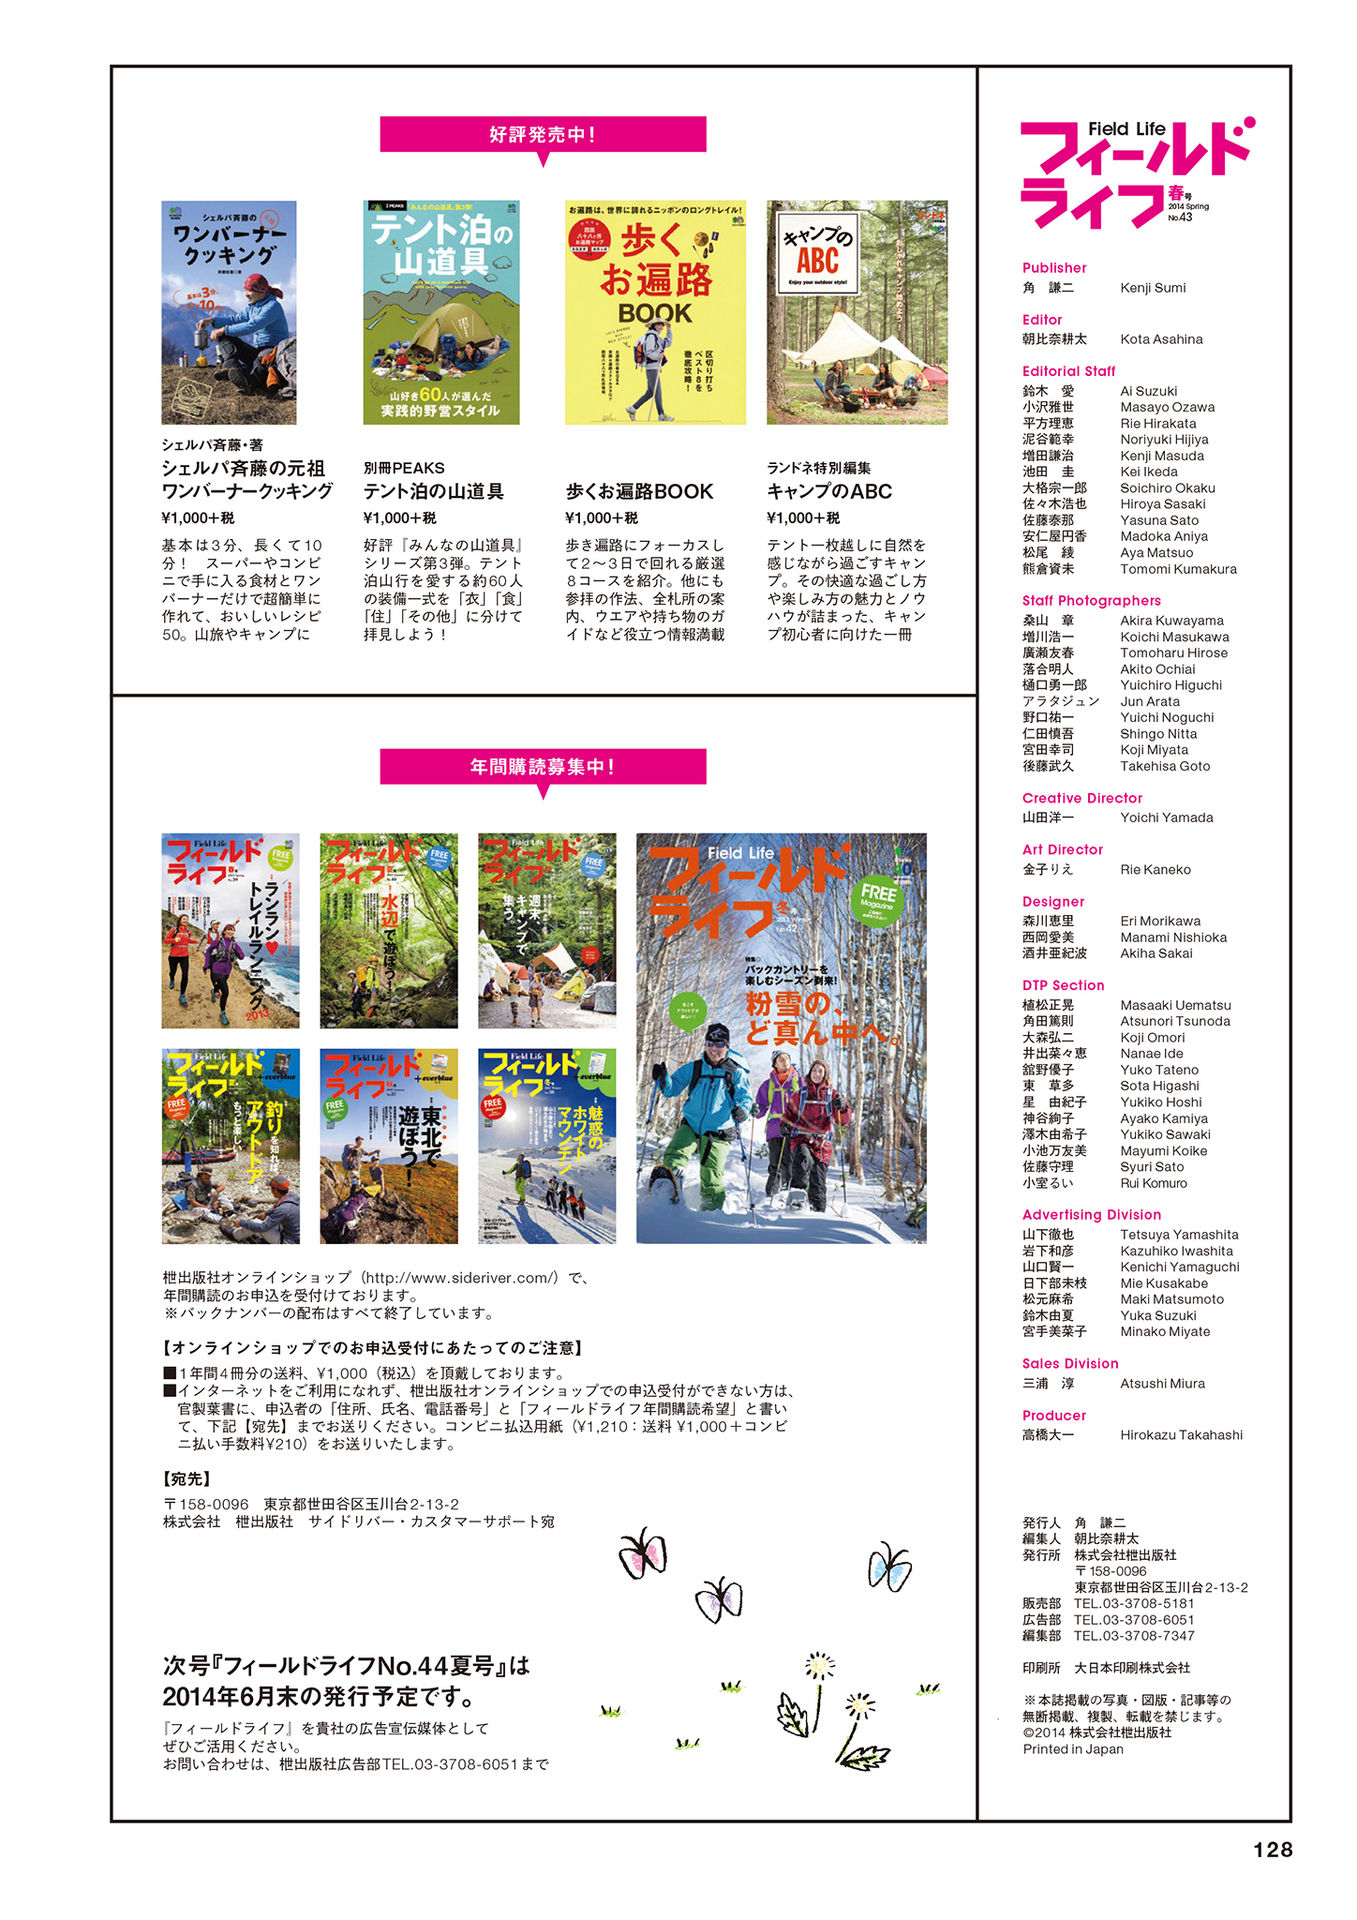 好評発売中！
シェルパ斉藤の
ワンバーナー
クッキング
PEAKS
『みんなの山道具』第3弾!
テント泊の
山道具
山好き60人が選んだ
実践的野営スタイル
お遍路は、世界に誇れるニッポンのロングトレイル！
歩く
お遍路
BOOK
区切り打ち
ベスト8を
徹底攻略！
ランドネ
キャンプの
ABC
Enjoy your outdoor style!
シェルパ斉藤・著
シェルパ斉藤の元祖
ワンバーナークッキング
¥1,000＋税
基本は3分、長くて10
分！　スーパーやコンビ
ニで手に入る食材とワン
バーナーだけで超簡単に
作れて、おいしいレシピ
50。山旅やキャンプに
別冊PEAKS
テント泊の山道具
¥1,000＋税
好評『みんなの山道具』
シリーズ第3弾。テント
泊山行を愛する約60人
の装備一式を「衣」「食」
「住」「その他」に分けて
拝見しよう！
歩くお遍路BOOK
¥1,000＋税
歩き遍路にフォーカスし
て2〜3日で回れる厳選
8コースを紹介。他にも
参拝の作法、全札所の案
内、ウエアや持ち物のガ
イドなど役立つ情報満載
ランドネ特別編集
キャンプのABC
¥1,000＋税
テント一枚越しに自然を
感じながら過ごすキャン
プ。その快適な過ごし方
や楽しみ方の魅力とノウ
ハウが詰まった、キャン
プ初心者に向けた一冊
年間購読募集中！
Field Life
フィールド
ライフ
FREE
ランラン♥
トレイルランニング
2013
Field Life
フィールド
ライフ
FREE
水辺で遊ぼう！
Field Life
フィールド
ライフ
FREE
週末、
キャンプで
集う。
Field Life
フィールド
ライフ冬
No.42
FREE
Magazine
バックカントリーを
楽しむシーズン到来！
粉雪の、
ど真ん中へ。
Field Life
フィールド
ライフ
+everblue
FREE
釣りを知れば、
アウトドアは
もっと楽しい
Field Life
フィールド
ライフ
+everblue
FREE
東北で
遊ぼう！
Field Life
フィールド
ライフ冬
+everblue
FREE
魅惑の
ホワイト
マウンテン
枻出版社オンラインショップ（http://www.sideriver.com/）で、
年間購読のお申込を受付けております。
※バックナンバーの配布はすべて終了しています。
【オンラインショップでのお申込受付にあたってのご注意】
■1年間4冊分の送料、¥1,000（税込）を頂戴しております。
■インターネットをご利用になれず、枻出版社オンラインショップでの申込受付ができない方は、
官製葉書に、申込者の「住所、氏名、電話番号」と「フィールドライフ年間購読希望」と書い
て、下記【宛先】までお送りください。コンビニ払込用紙（¥1,210：送料 ¥1,000＋コンビ
ニ払い手数料¥210）をお送りいたします。
【宛先】
〒158-0096　東京都世田谷区玉川台2-13-2
株式会社　枻出版社　サイドリバー・カスタマーサポート宛
次号『フィールドライフNo.44夏号』は
2014年6月末の発行予定です。
『フィールドライフ』を貴社の広告宣伝媒体として
ぜひご活用ください。
お問い合わせは、枻出版社広告部TEL.03-3708-6051まで
Field Life
フィールド
ライフ春号
2014 Spring
No.43
Publisher
角　謙二　Kenji Sumi
Editor
朝比奈耕太　Kota Asahina
Editorial Staff
鈴木　愛　Ai Suzuki
小沢雅世　Masayo Ozawa
平方理恵　Rie Hirakata
泥谷範幸　Noriyuki Hijiya
増田謙治　Kenji Masuda
池田　圭　Kei Ikeda
大格宗一郎　Soichiro Okaku
佐々木浩也　Hiroya Sasaki
佐藤泰那　Yasuna Sato
安仁屋円香　Madoka Aniya
松尾　綾　Aya Matsuo
熊倉資未　Tomomi Kumakura
Staff Photographers
桑山　章　Akira Kuwayama
増川浩一　Koichi Masukawa
廣瀬友春　Tomoharu Hirose
落合明人　Akito Ochiai
樋口勇一郎　Yuichiro Higuchi
アラタジュン　Jun Arata
野口祐一　Yuichi Noguchi
仁田慎吾　Shingo Nitta
宮田幸司　Koji Miyata
後藤武久　Takehisa Goto
Creative Director
山田洋一　Yoichi Yamada
Art Director
金子りえ　Rie Kaneko
Designer
森川恵里　Eri Morikawa
西岡愛美　Manami Nishioka
酒井亜紀波　Akiha Sakai
DTP Section
植松正晃　Masaaki Uematsu
角田篤則　Atsunori Tsunoda
大森弘二　Koji Omori
井出菜々恵　Nanae Ide
舘野優子　Yuko Tateno
東　草多　Sota Higashi
星　由紀子　Yukiko Hoshi
神谷絢子　Ayako Kamiya
澤木由希子　Yukiko Sawaki
小池万友美　Mayumi Koike
佐藤守理　Syuri Sato
小室るい　Rui Komuro
Advertising Division
山下徹也　Tetsuya Yamashita
岩下和彦　Kazuhiko Iwashita
山口賢一　Kenichi Yamaguchi
日下部未枝　Mie Kusakabe
松元麻希　Maki Matsumoto
鈴木由夏　Yuka Suzuki
宮手美菜子　Minako Miyate
Sales Division
三浦　淳　Atsushi Miura
Producer
高橋大一　Hirokazu Takahashi
発行人　角　謙二
編集人　朝比奈耕太
発行所　株式会社枻出版社
〒158-0096
東京都世田谷区玉川台2-13-2
販売部　TEL.03-3708-5181
広告部　TEL.03-3708-6051
編集部　TEL.03-3708-7347
印刷所　大日本印刷株式会社
※本誌掲載の写真・図版・記事等の
無断掲載、複製、転載を禁じます。
©2014 株式会社枻出版社
Printed in Japan
128